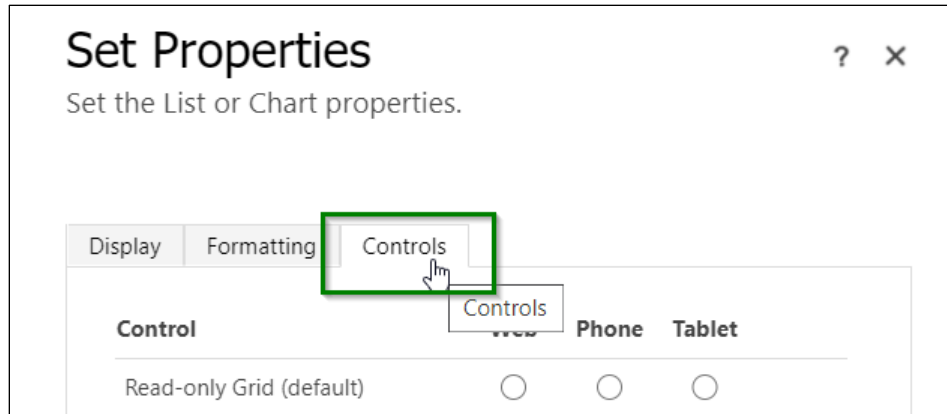 Set Properties
? ×
Set the List or Chart properties.
Display Formatting Controls
Controls
Control Web Phone Tablet
Read-only Grid (default)